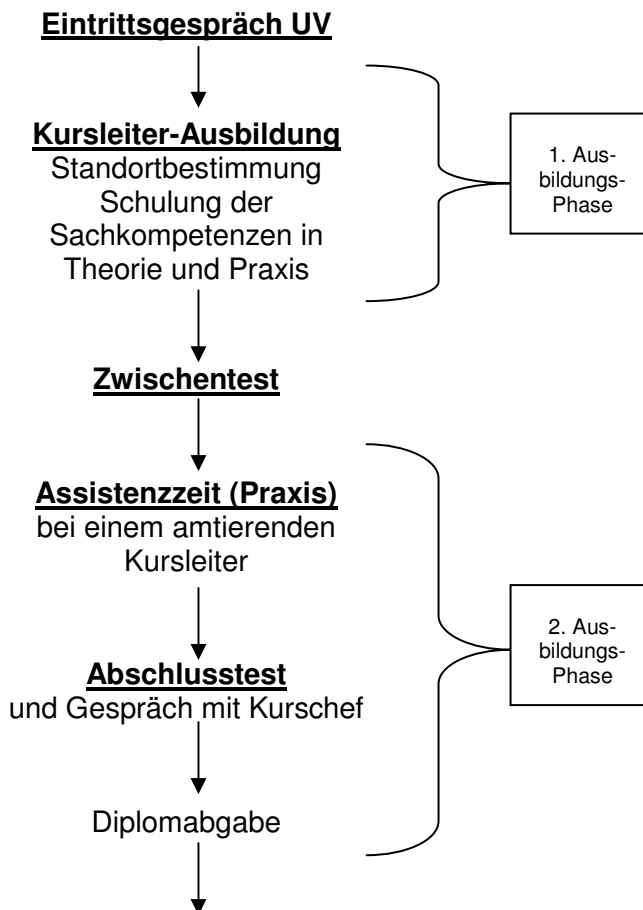 Eintrittsgespräch UV
Kursleiter-Ausbildung
Standortbestimmung
Schulung der
Sachkompetenzen in
Theorie und Praxis
1. Aus-
bildungs-
Phase
Zwischentest
Assistenzzeit (Praxis)
bei einem amtierenden
Kursleiter
Abschlusstest
und Gespräch mit Kurschef
Diplomabgabe
2. Aus-
bildungs-
Phase